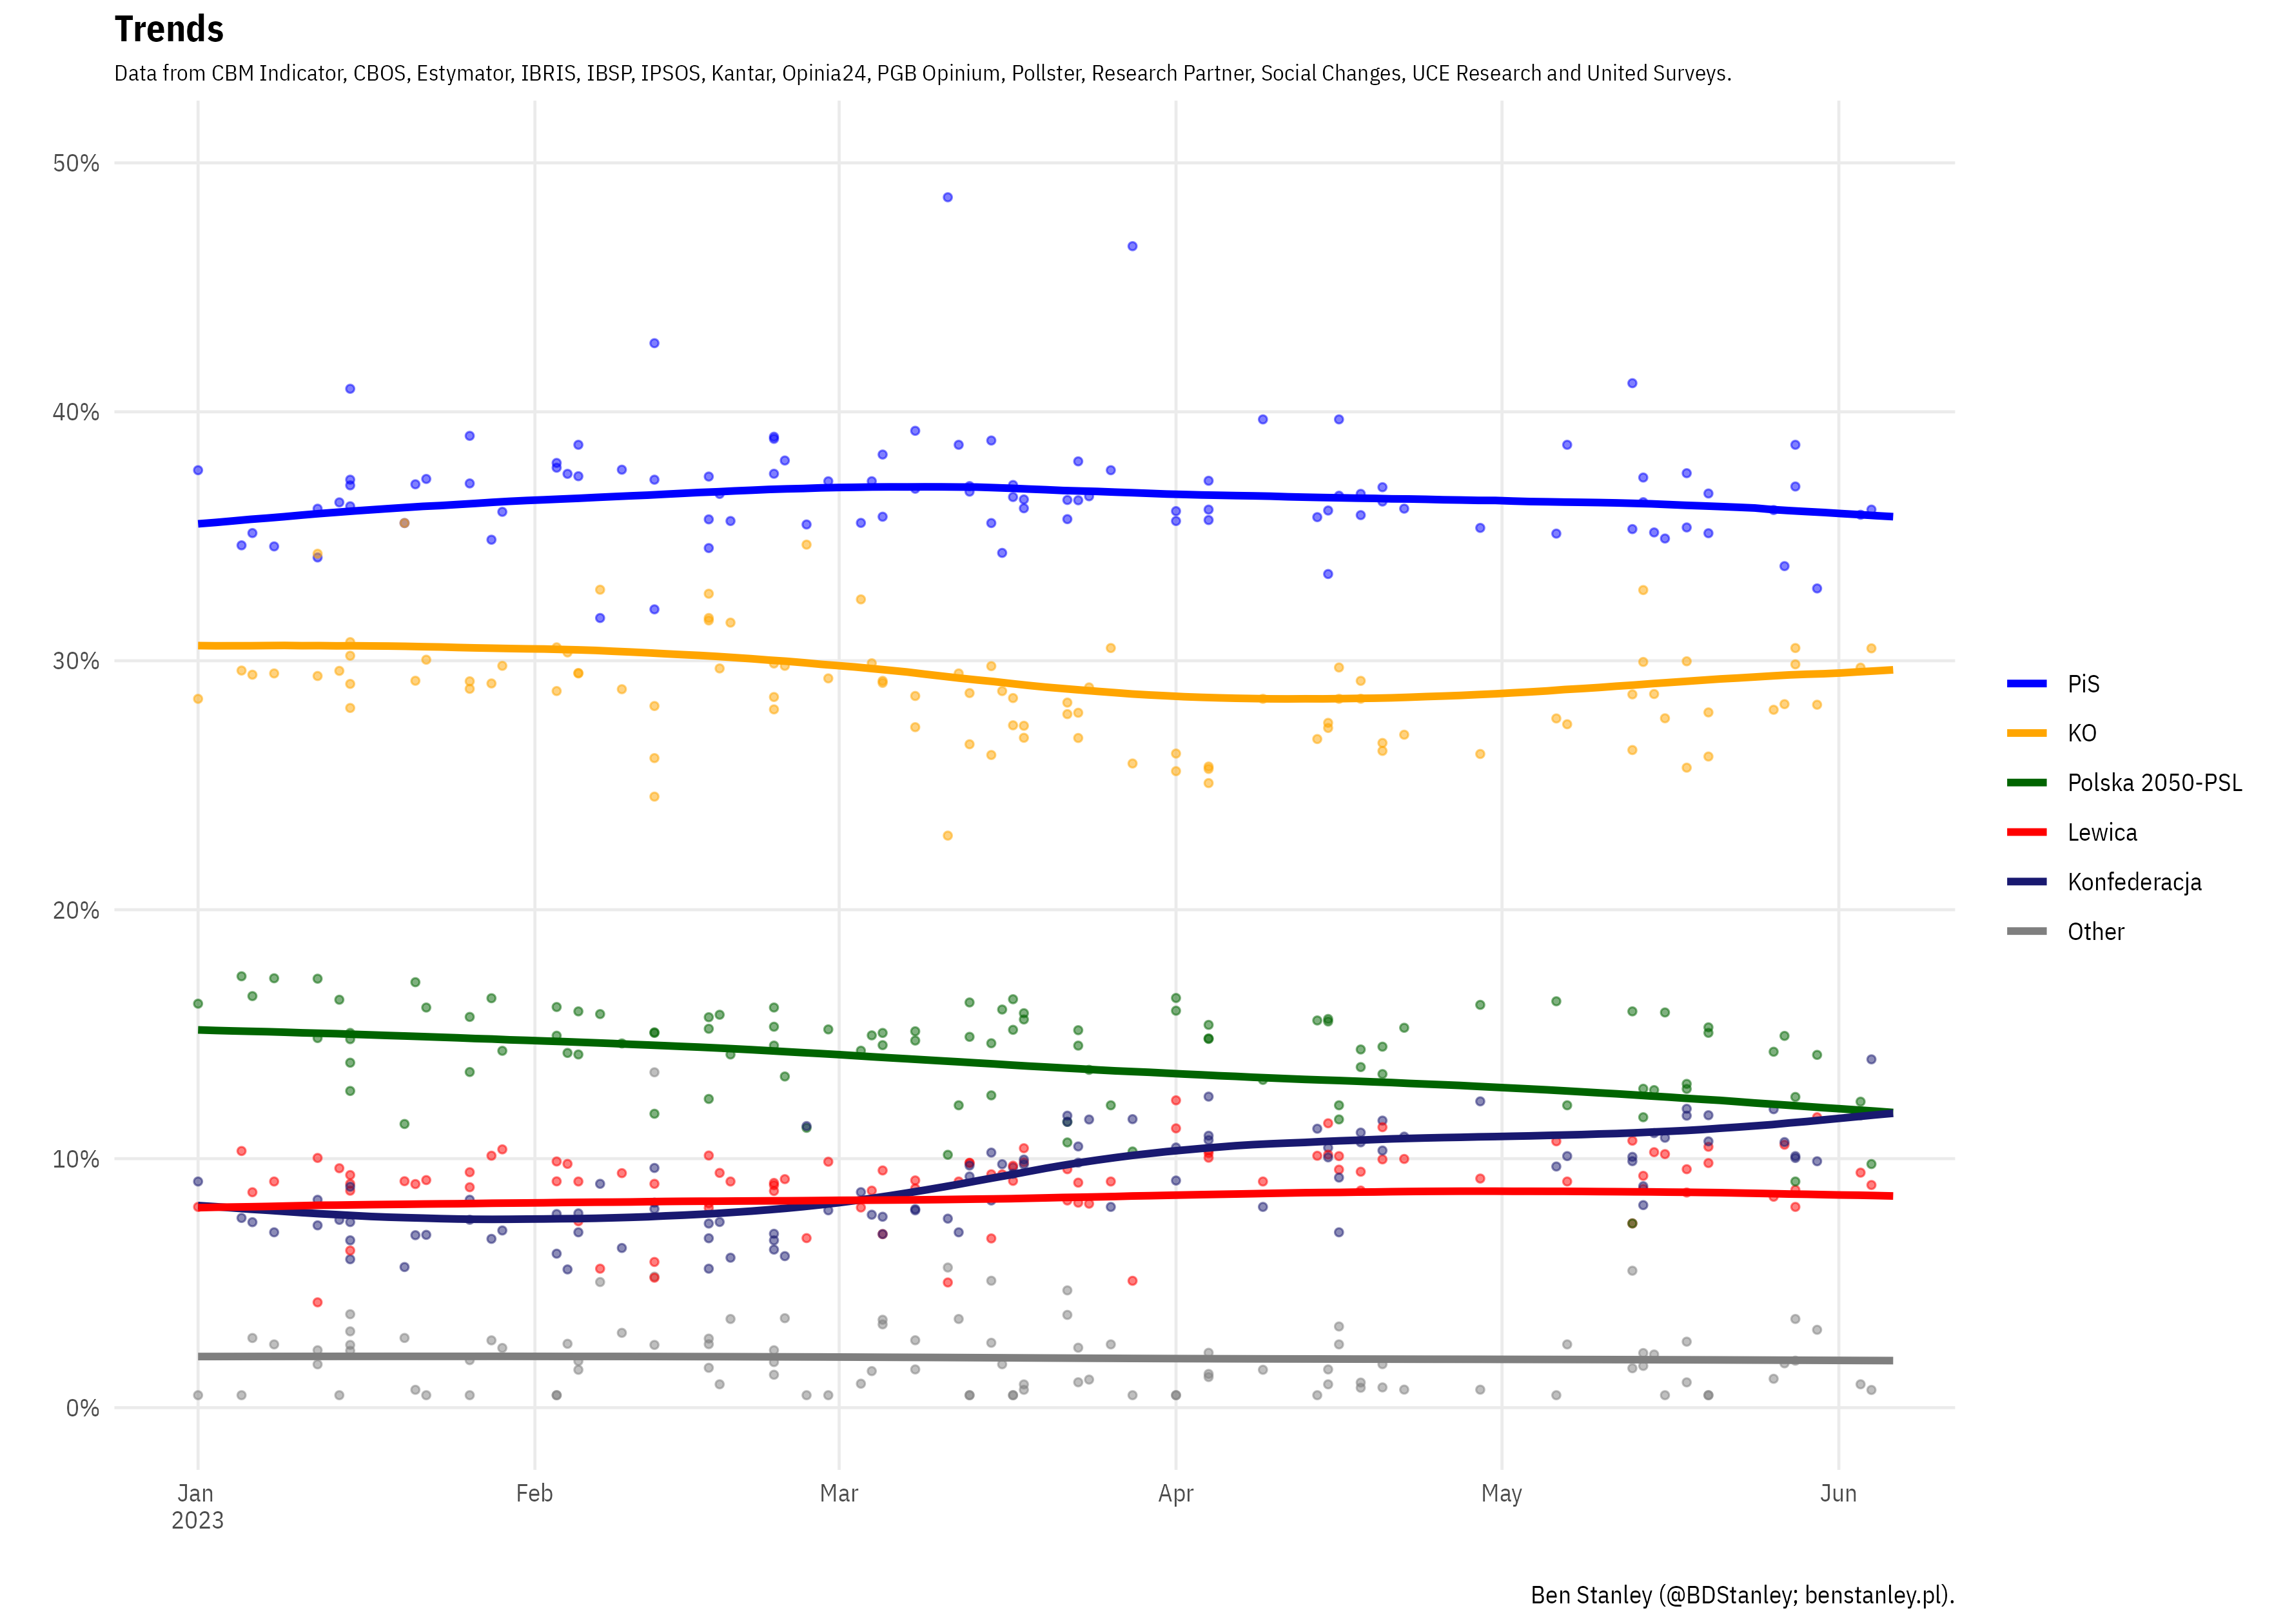 Trends
Data from CBM Indicator, CBOS, Estymator, IBRIS, IBSP, IPSOS, Kantar, Opinia24, PGB Opinium, Pollster, Research Partner, Social Changes, UCE Research and United Surveys.
50%
40%
30%
20%
10%
0%
Jan
2023
Feb
Mar
Apr
May
Jun
PiS
KO
Polska 2050-PSL
Lewica
Konfederacja
Other
Ben Stanley (@BDStanley; benstanley.pl).